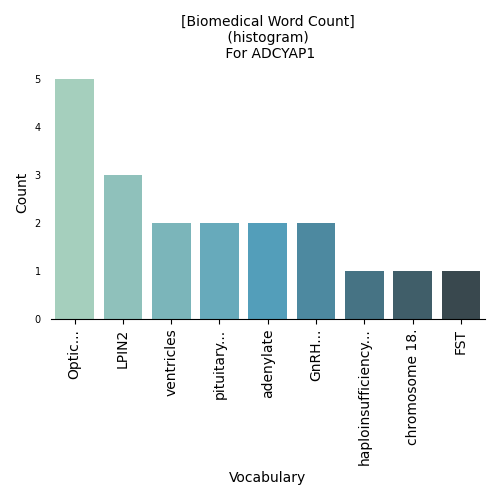 [Biomedical Word Count]
(histogram)
For ADCYAP1
5
4
3
2
1
0
Count
Optic...
LPIN2
ventricles
pituitary...
adenylate
GnRH...
haploinsufficiency...
chromosome 18.
FST
Vocabulary